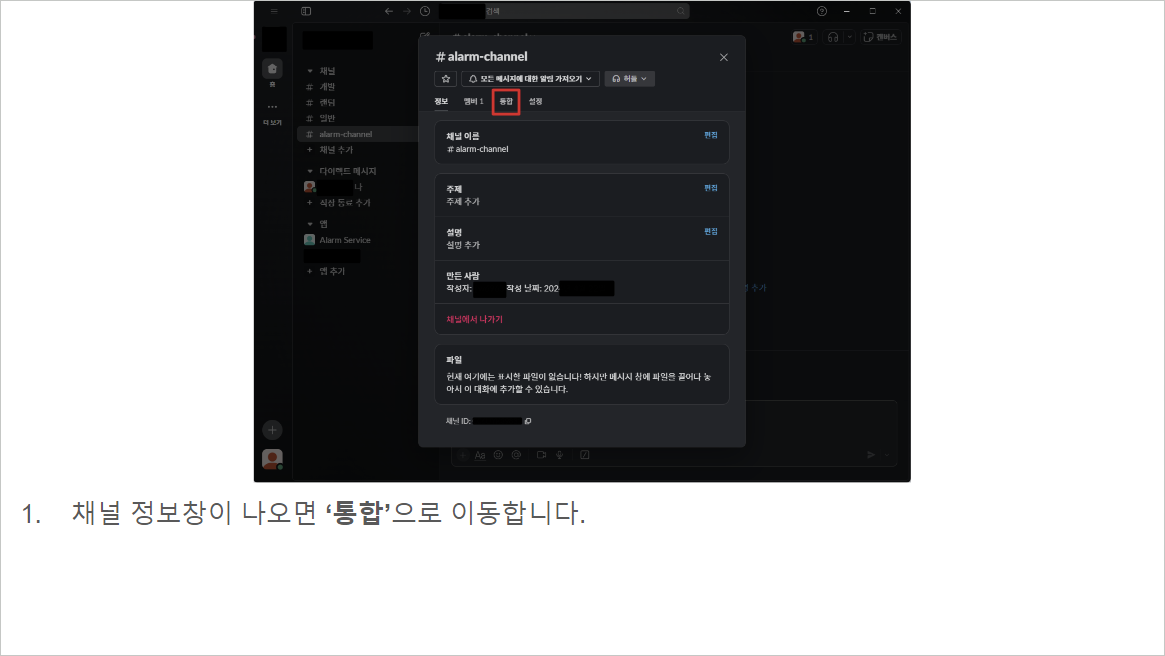 검색
1
캔버스
# alarm-channel
모든 메시지에 대한 알림 가져오기
허들
정보
멤버 1
통합
설정
채널
# 개발
홈
# 랜덤
# 일반
더 보기
# alarm-channel
+ 채널 추가
다이렉트 메시지
나
+ 직장 동료 추가
앱
Alarm Service
+ 앱 추가
채널 이름
편집
# alarm-channel
주제
편집
주제 추가
설명
편집
설명 추가
만든 사람
작성자: 작성 날짜: 202
채널에서 나가기
파일
현재 여기에는 표시할 파일이 없습니다! 하지만 메시지 창에 파일을 끌어다 놓
아서 이 대화에 추가할 수 있습니다.
추가
채널 ID:
Aa
1. 채널 정보창이 나오면 ‘통합’으로 이동합니다.